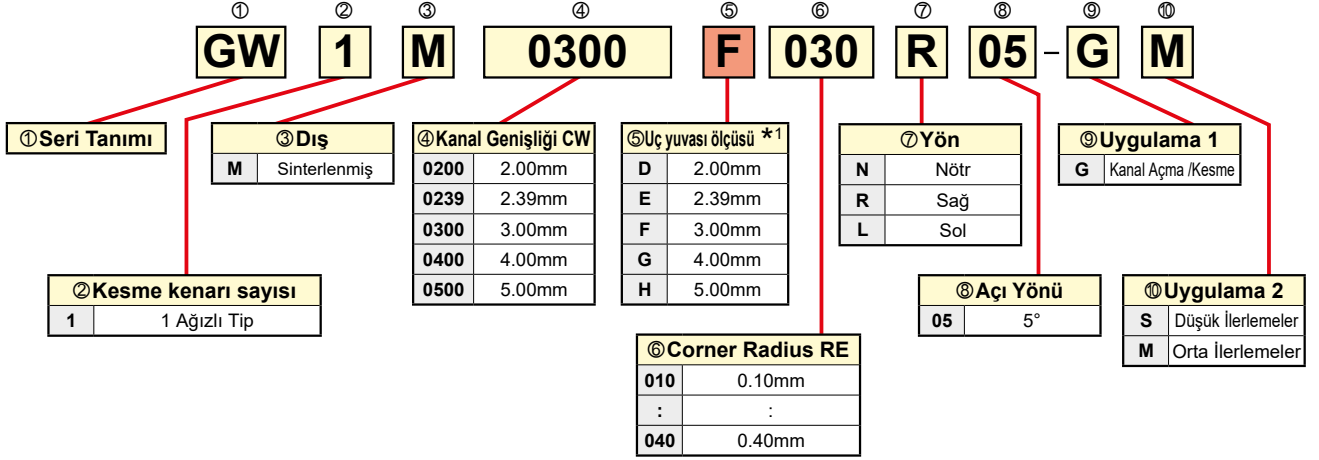 ① ② ③ ④ ⑤ ⑥ ⑦ ⑧ ⑨ ⑩
GW 1 M 0300 F 030 R 05 - G M
①Seri Tanımı
③Dış
M Sinterlenmiş
④Kanal Genişliği CW
0200 2.00mm
0239 2.39mm
0300 3.00mm
0400 4.00mm
0500 5.00mm
⑤Uç yuvası ölçüsü *1
D 2.00mm
E 2.39mm
F 3.00mm
G 4.00mm
H 5.00mm
⑦Yön
N Nötr
R Sağ
L Sol
⑨Uygulama 1
G Kanal Açma /Kesme
②Kesme kenarı sayısı
1 1 Ağızlı Tip
⑧Açı Yönü
05 5°
⑩Uygulama 2
S Düşük İlerlemeler
M Orta İlerlemeler
⑥Corner Radius RE
010 0.10mm
: :
040 0.40mm